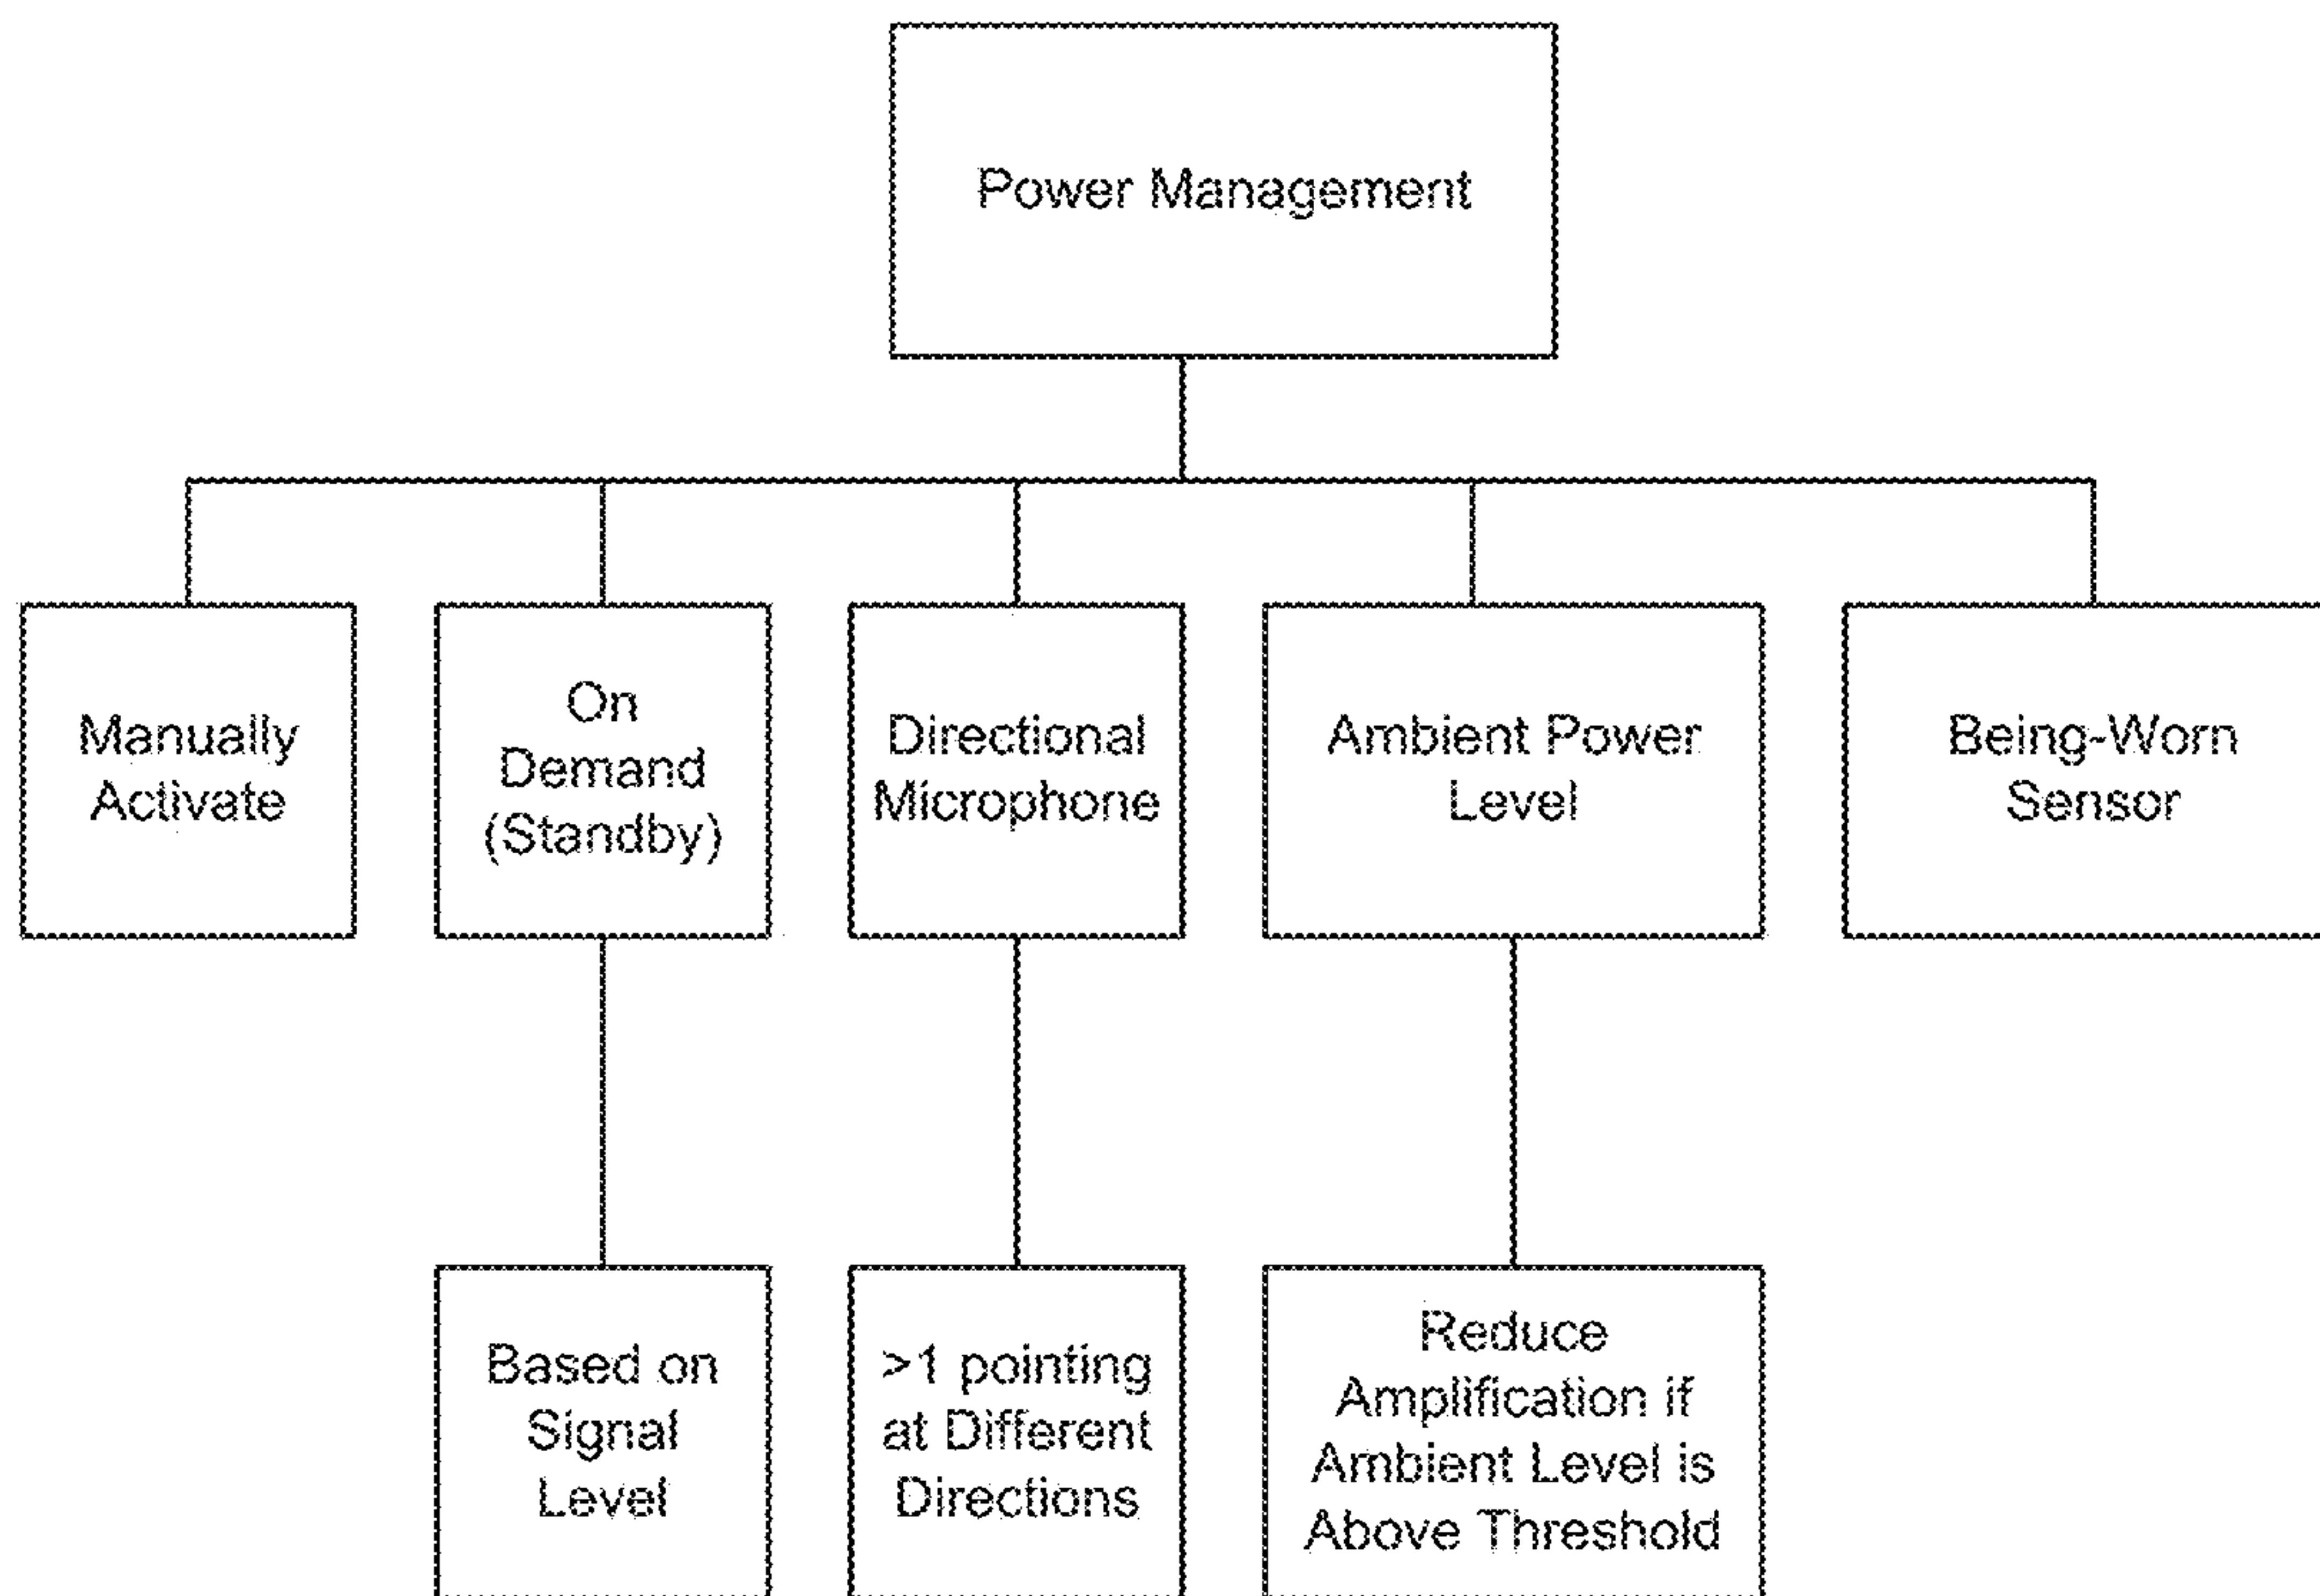 Power Management
Manually
Activate
On
Demand
(Standby)
Directional
Microphone
Ambient Power
Level
Being-Worn
Sensor
Based on
Signal
Level
>1 pointing
at Different
Directions
Reduce
Amplification if
Ambient Level is
Above Threshold